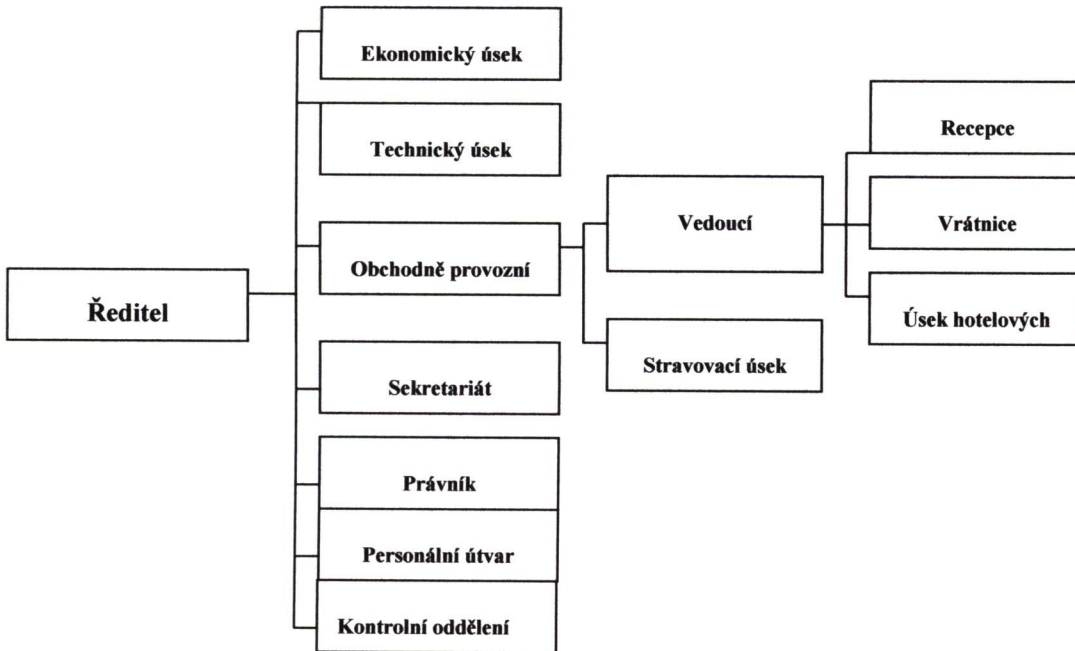 Ředitel
Ekonomický úsek
Technický úsek
Obchodně provozní
Sekretariát
Právník
Personální útvar
Kontrolní oddělení
Vedoucí
Stravovací úsek
Recepce
Vrátnice
Úsek hotelových